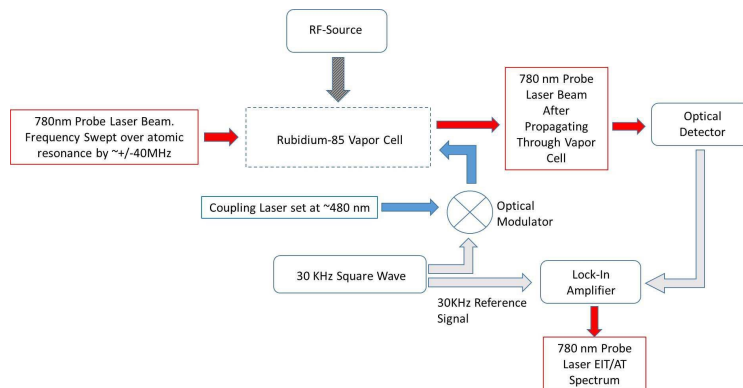 RF-Source
780nm Probe Laser Beam.
Frequency Swept over atomic
resonance by ~+/-40MHz
Rubidium-85 Vapor Cell
780 nm Probe
Laser Beam
After
Propagating
Through Vapor
Cell
Optical
Detector
Coupling Laser set at ~480 nm
Optical
Modulator
30 KHz Square Wave
30KHz Reference
Signal
Lock-In
Amplifier
780 nm Probe
Laser EIT/AT
Spectrum